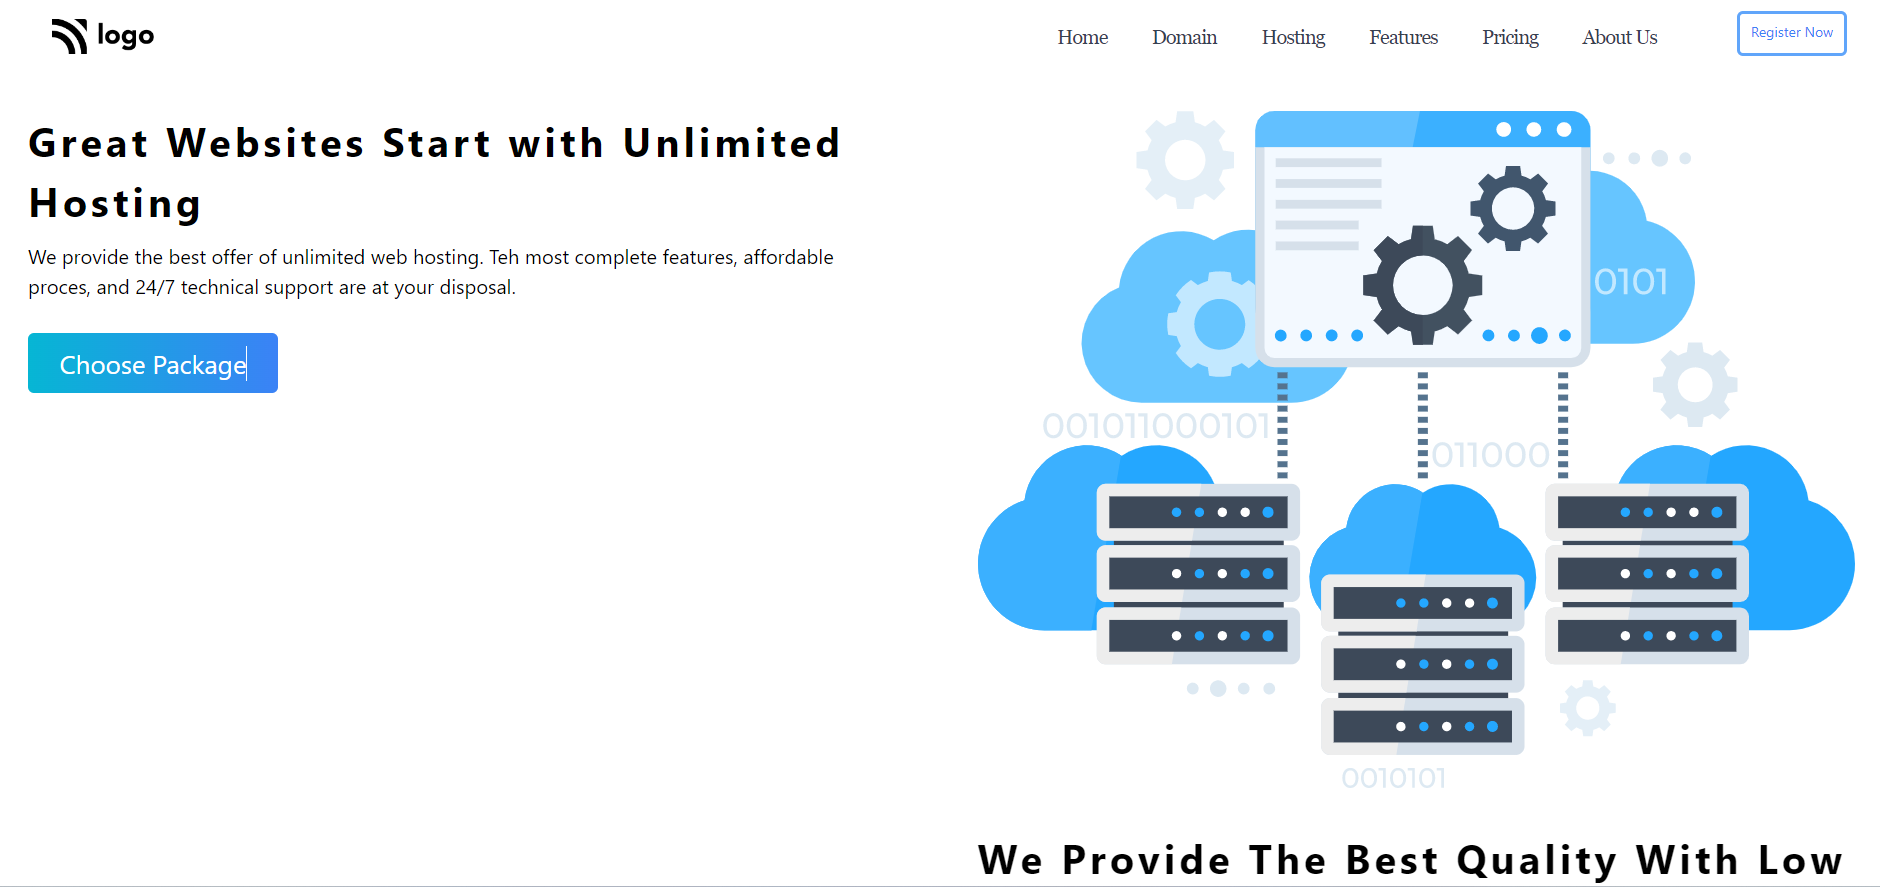 logo
Home Domain Hosting Features Pricing About Us Register Now
Great Websites Start with Unlimited
Hosting
We provide the best offer of unlimited web hosting. Teh most complete features, affordable
proces, and 24/7 technical support are at your disposal.
Choose Package
0101
001011000101
011000
0010101
We Provide The Best Quality With Low